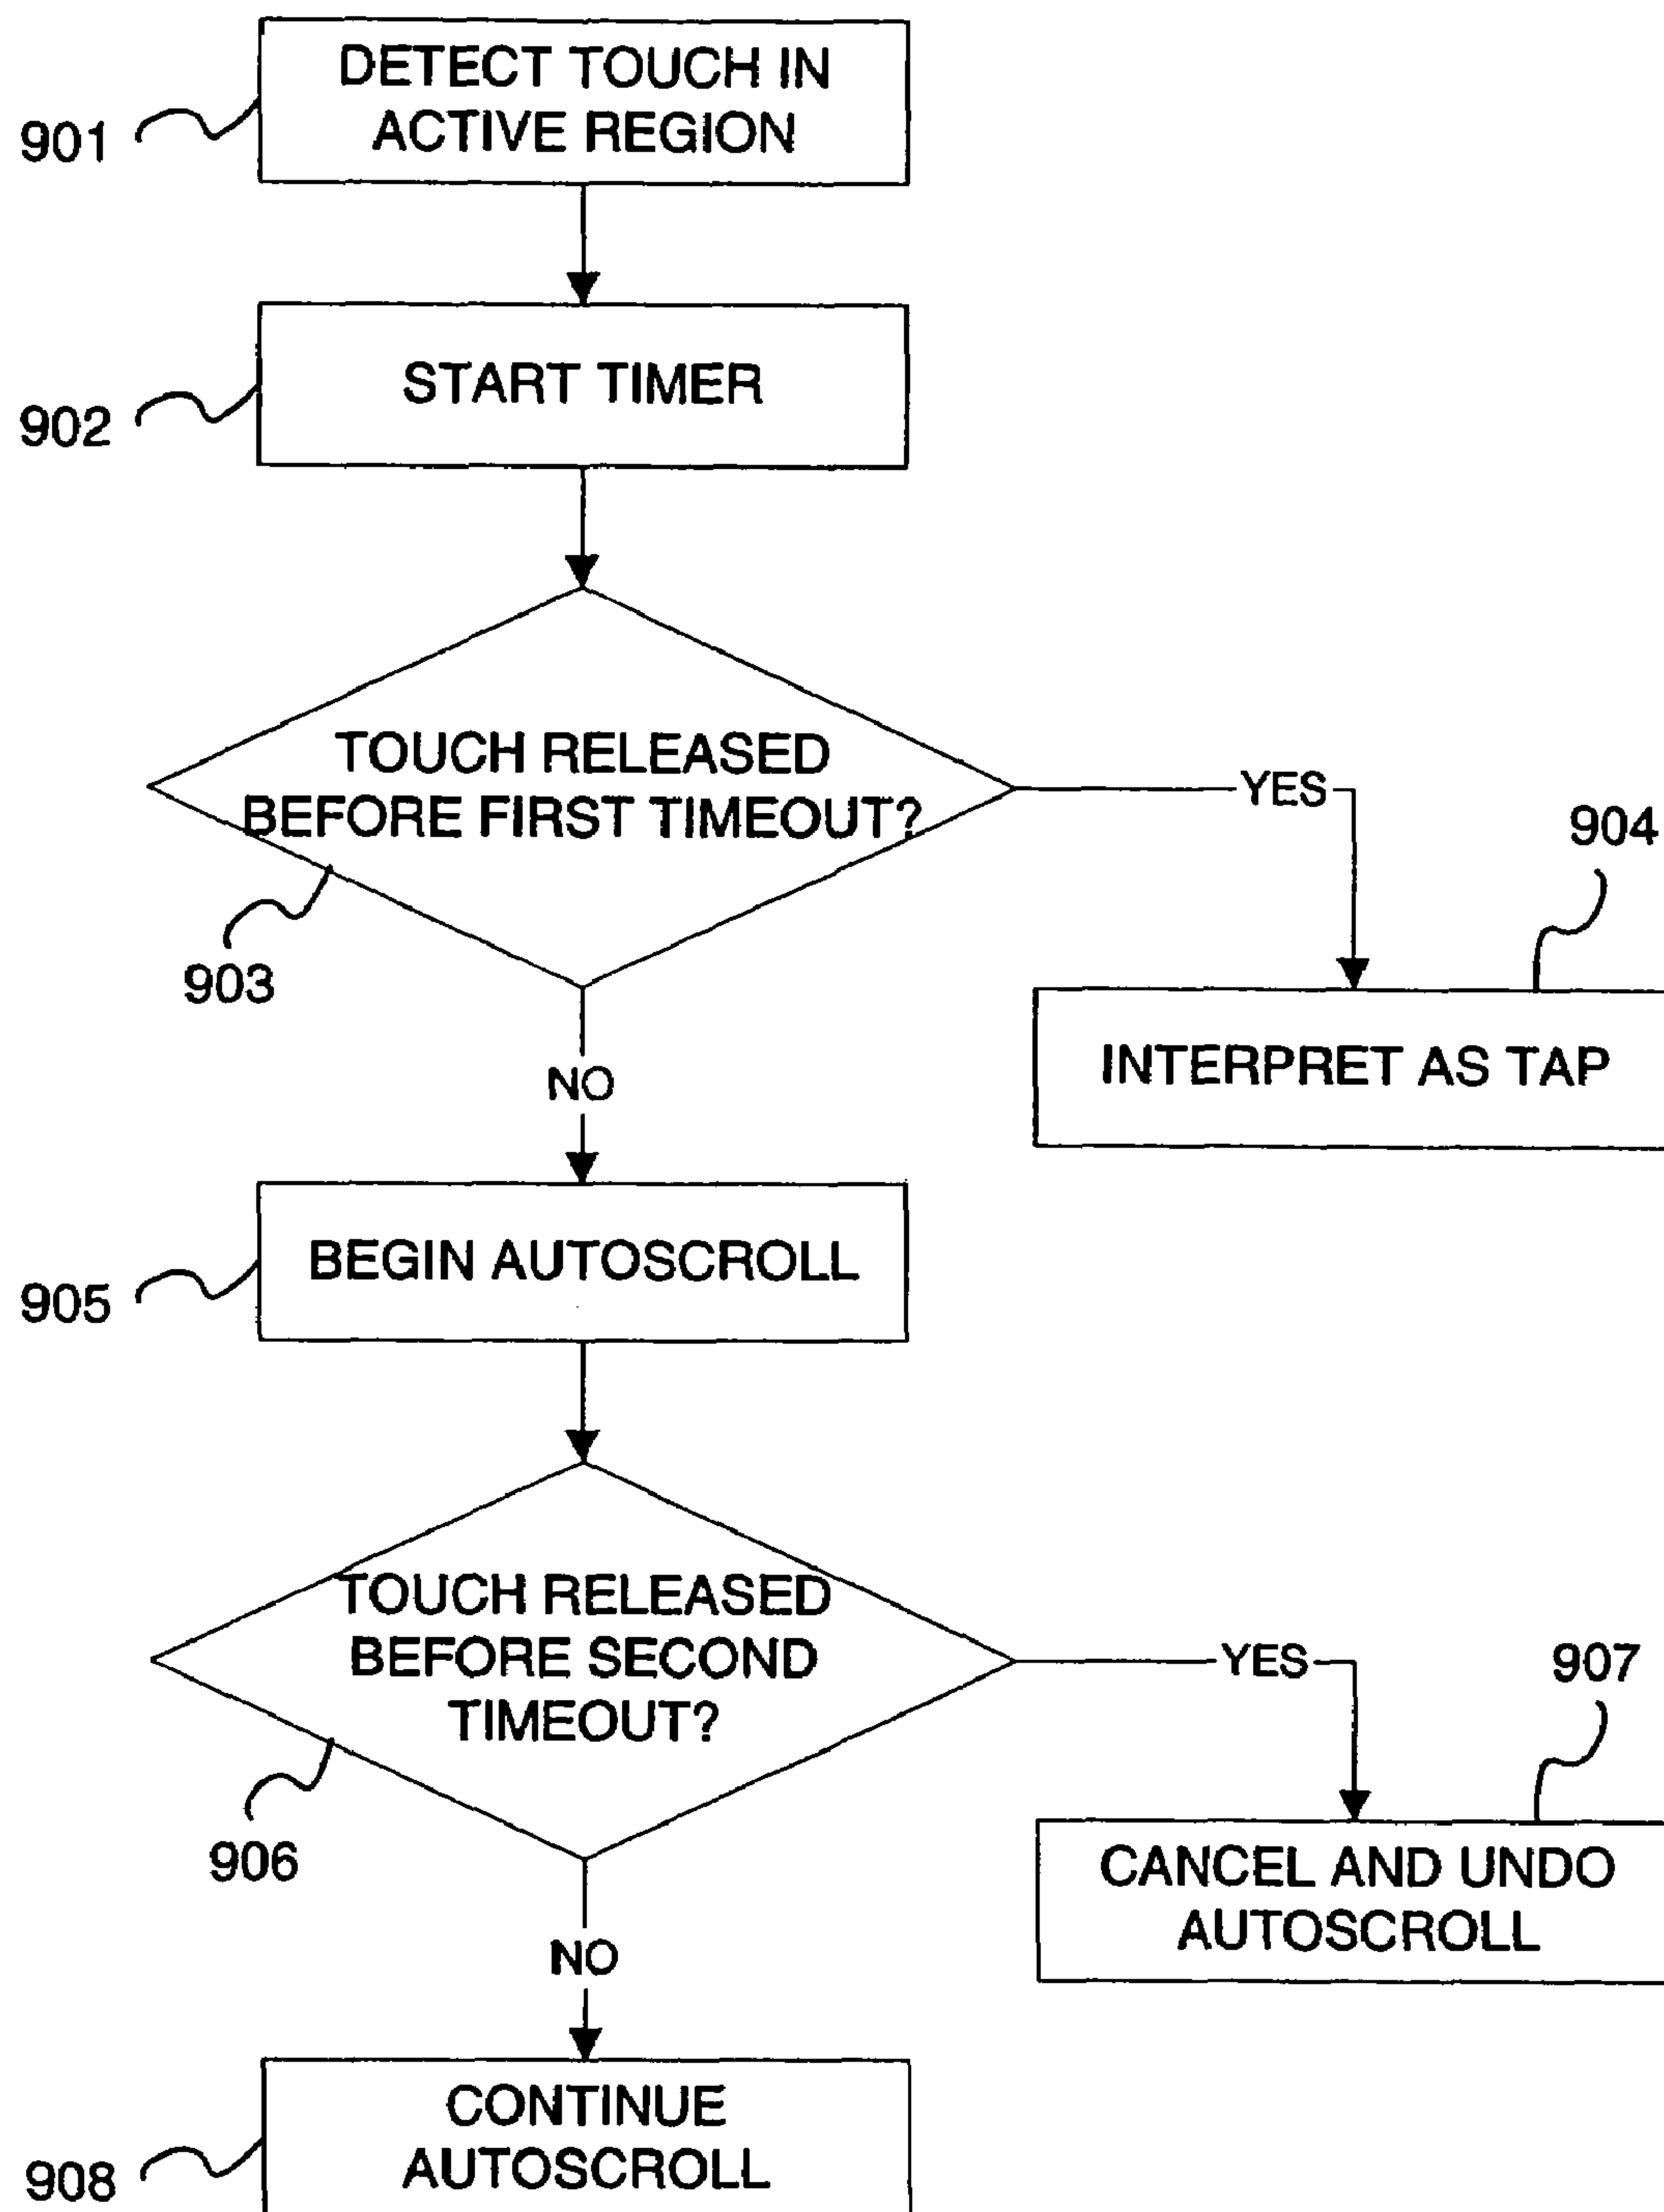 DETECT TOUCH IN
ACTIVE REGION
901
START TIMER
902
TOUCH RELEASED
BEFORE FIRST TIMEOUT?
YES
904
903
INTERPRET AS TAP
NO
BEGIN AUTOSCROLL
905
TOUCH RELEASED
BEFORE SECOND
TIMEOUT?
YES
907
906
CANCEL AND UNDO
AUTOSCROLL
NO
CONTINUE
AUTOSCROLL
908